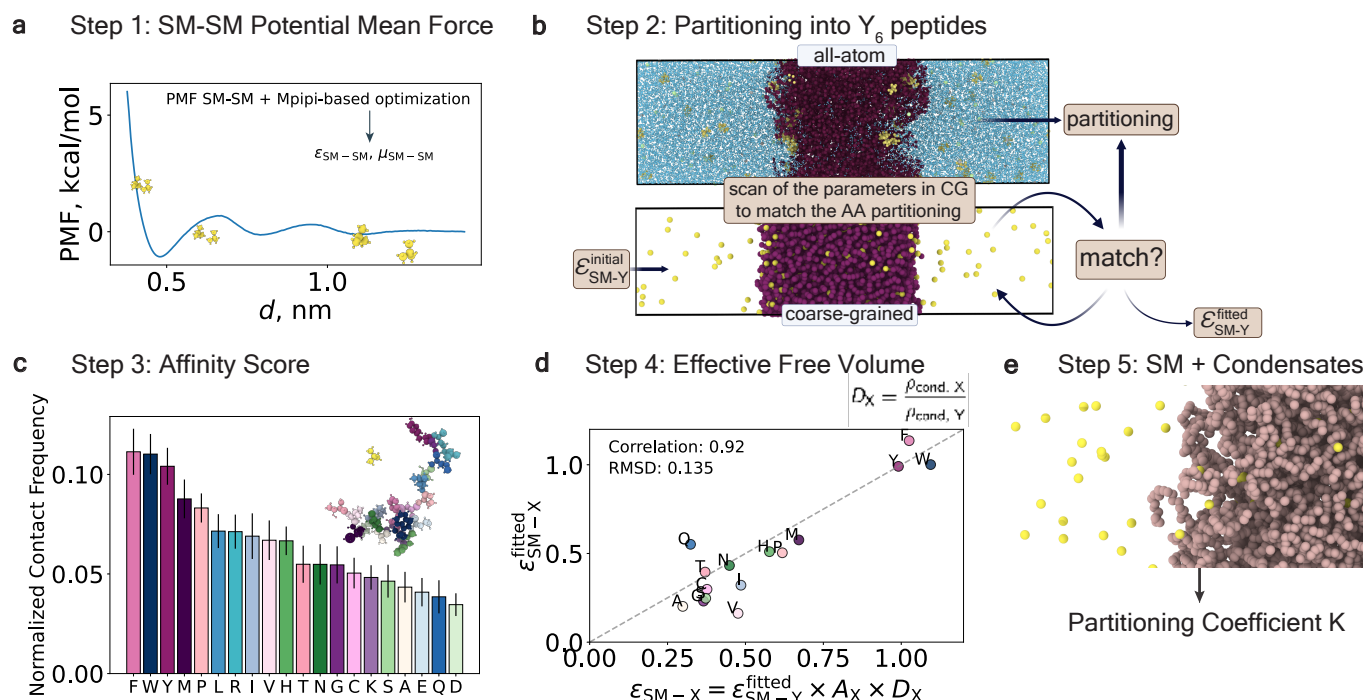 a Step 1: SM-SM Potential Mean Force
PMF SM-SM + Mpipi-based optimization
ε_SM−SM, μ_SM−SM
PMF, kcal/mol
5
0
0.5
1.0
d, nm
b Step 2: Partitioning into Y₆ peptides
all-atom
partitioning
scan of the parameters in CG
to match the AA partitioning
match?
ℰ^initial_SM-Y
coarse-grained
ℰ^fitted_SM-Y
c Step 3: Affinity Score
Normalized Contact Frequency
0.10
0.05
0.00
F W Y M P L R I V H T N G C K S A E Q D
d Step 4: Effective Free Volume
D_X = ρ_cond, X / ρ_cond, Y
Correlation: 0.92
RMSD: 0.135
ε^fitted_SM−X
1.0
0.5
0.0
F
Y
W
M
H
P
N
Q
T
I
C
G
V
A
0.00 0.25 0.50 0.75 1.00
ε_SM−X = ε^fitted_SM−Y × A_X × D_X
e Step 5: SM + Condensates
Partitioning Coefficient K